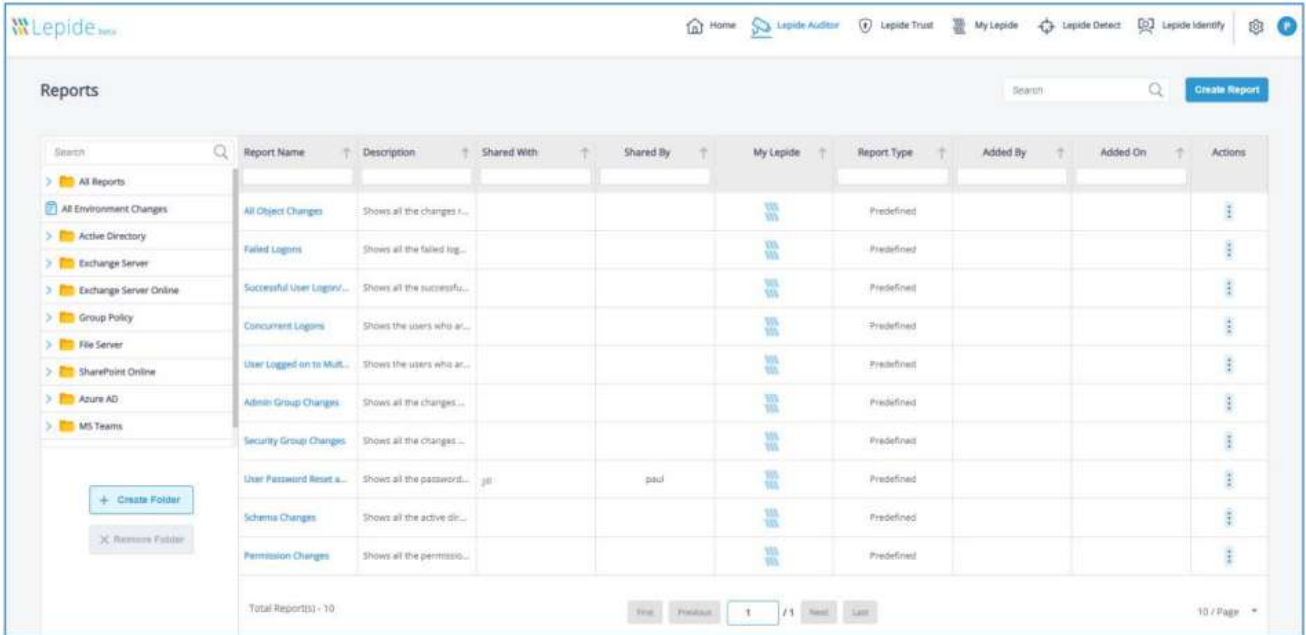 Lepide beta
Home Lepide Auditor Lepide Trust My Lepide Lepide Detect Lepide Identify P
Reports
Search
Create Report
Search
Report Name Description Shared With Shared By My Lepide Report Type Added By Added On Actions
All Reports
All Environment Changes
Active Directory
Exchange Server
Exchange Server Online
Group Policy
File Server
SharePoint Online
Azure AD
MS Teams
+ Create Folder
X Remove Folder
All Object Changes Shows all the changes r... Predefined
Failed Logons Shows all the failed log... Predefined
Successful User Logon/... Shows all the successfu... Predefined
Concurrent Logons Shows the users who ar... Predefined
User Logged on to Mult... Shows the users who ar... Predefined
Admin Group Changes Shows all the changes ... Predefined
Security Group Changes Shows all the changes ... Predefined
User Password Reset a... Shows all the password... paul Predefined
Schema Changes Shows all the active dir... Predefined
Permission Changes Shows all the permissio... Predefined
Total Report(s) - 10
First Previous 1 / 1 Next Last
10 / Page